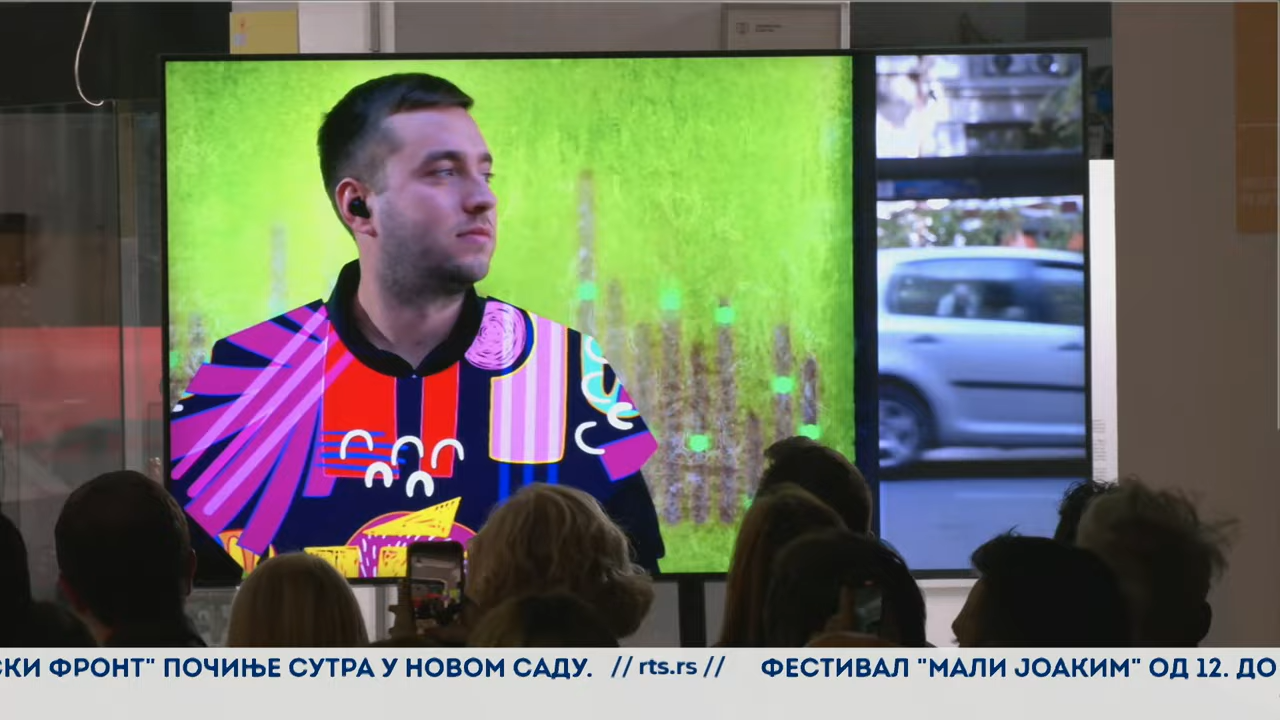 СКИ ФРОНТ" ПОЧИЊЕ СУТРА У НОВОМ САДУ. // rts.rs // ФЕСТИВАЛ "МАЛИ ЈОАКИМ" ОД 12. ДО